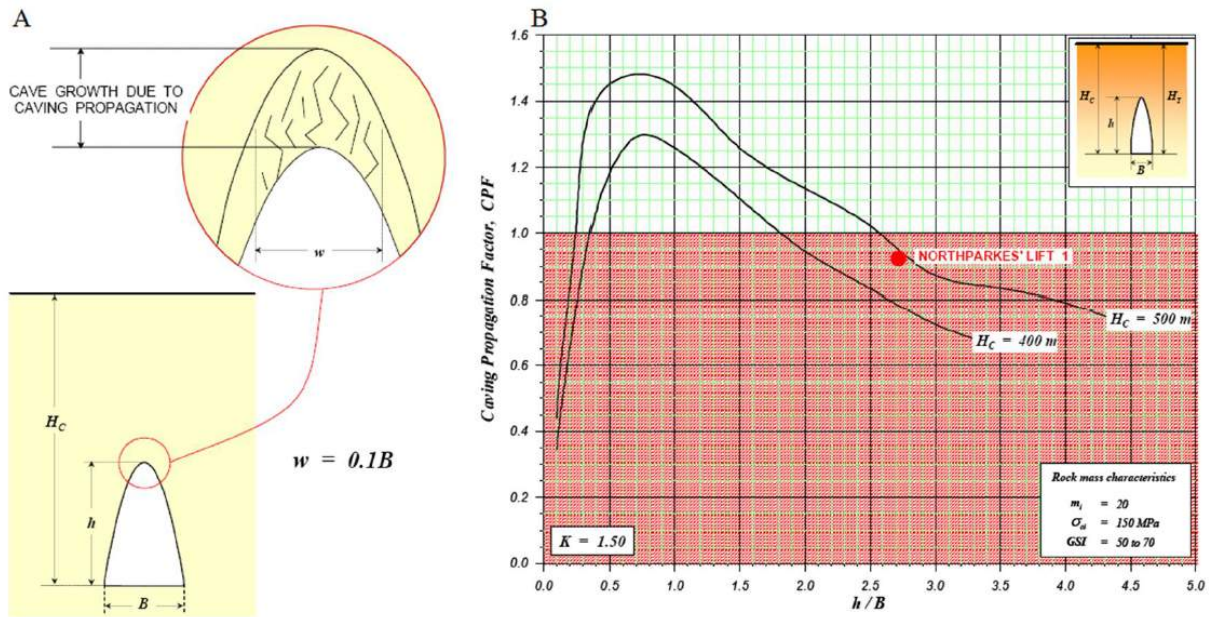 A
CAVE GROWTH DUE TO
CAVING PROPAGATION
w
H_C
h
B
w = 0.1B
B
Caving Propagation Factor, CPF
1.6
1.4
1.2
1.0
0.8
0.6
0.4
0.2
0.0
H_C
H_T
h
B
NORTHPARKES' LIFT 1
H_C = 500 m
H_C = 400 m
Rock mass characteristics
m_i = 20
σ_ci = 150 MPa
GSI = 50 to 70
K = 1.50
0.0 0.5 1.0 1.5 2.0 2.5 3.0 3.5 4.0 4.5 5.0
h / B